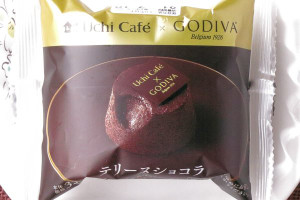 Uchi Café × GODIVA
Belgium 1926
Uchi Café
×
GODIVA
テリーヌショコラ